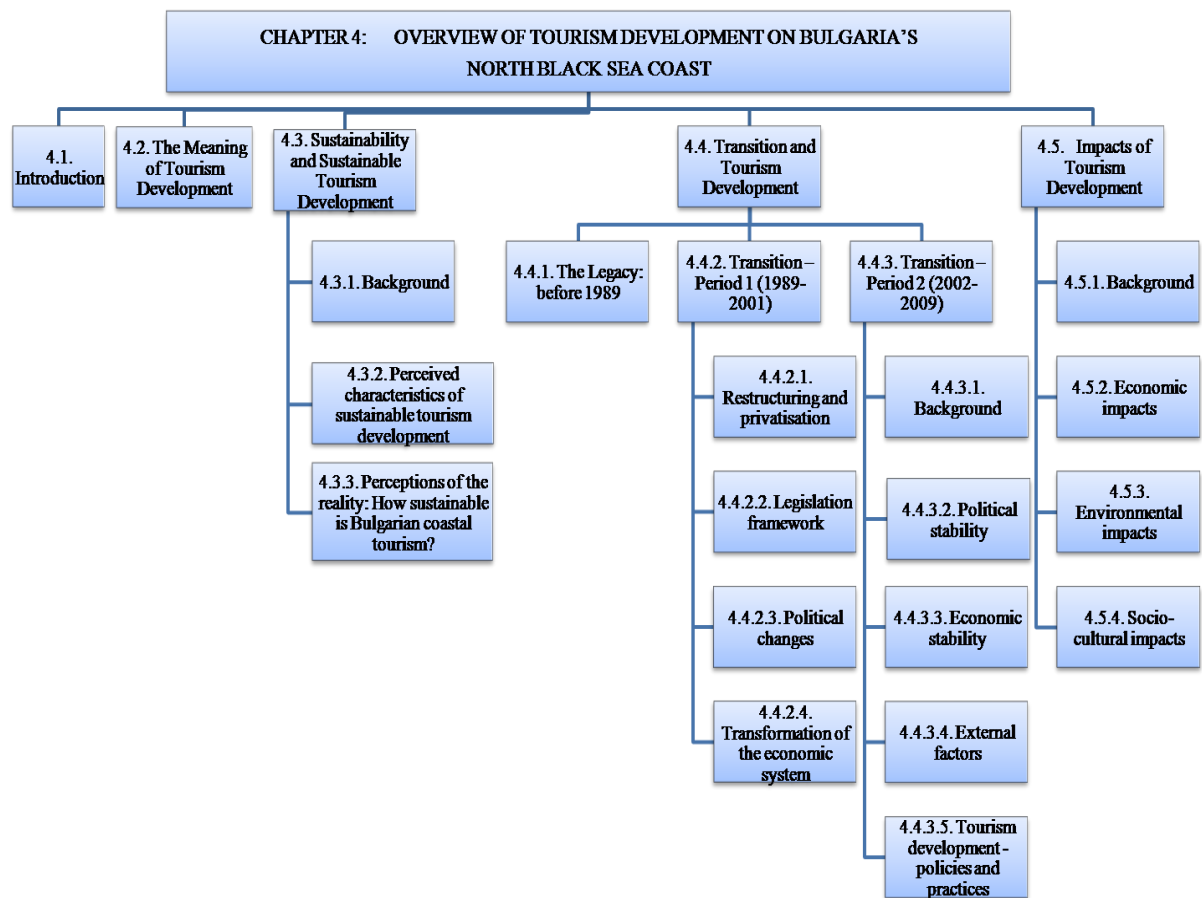 CHAPTER 4: OVERVIEW OF TOURISM DEVELOPMENT ON BULGARIA'S
NORTH BLACK SEA COAST
4.1.
Introduction
4.2. The Meaning
of Tourism
Development
4.3. Sustainability
and Sustainable
Tourism
Development
4.3.1. Background
4.3.2. Perceived
characteristics of
sustainable tourism
development
4.3.3. Perceptions of the
reality: How sustainable
is Bulgarian coastal
tourism?
4.4. Transition and
Tourism
Development
4.4.1. The Legacy:
before 1989
4.4.2. Transition –
Period 1 (1989-
2001)
4.4.2.1.
Restructuring and
privatisation
4.4.2.2. Legislation
framework
4.4.2.3. Political
changes
4.4.2.4.
Transformation of
the economic
system
4.4.3. Transition –
Period 2 (2002-
2009)
4.4.3.1.
Background
4.4.3.2. Political
stability
4.4.3.3. Economic
stability
4.4.3.4. External
factors
4.4.3.5. Tourism
development -
policies and
practices
4.5. Impacts of
Tourism
Development
4.5.1. Background
4.5.2. Economic
impacts
4.5.3.
Environmental
impacts
4.5.4. Socio-
cultural impacts